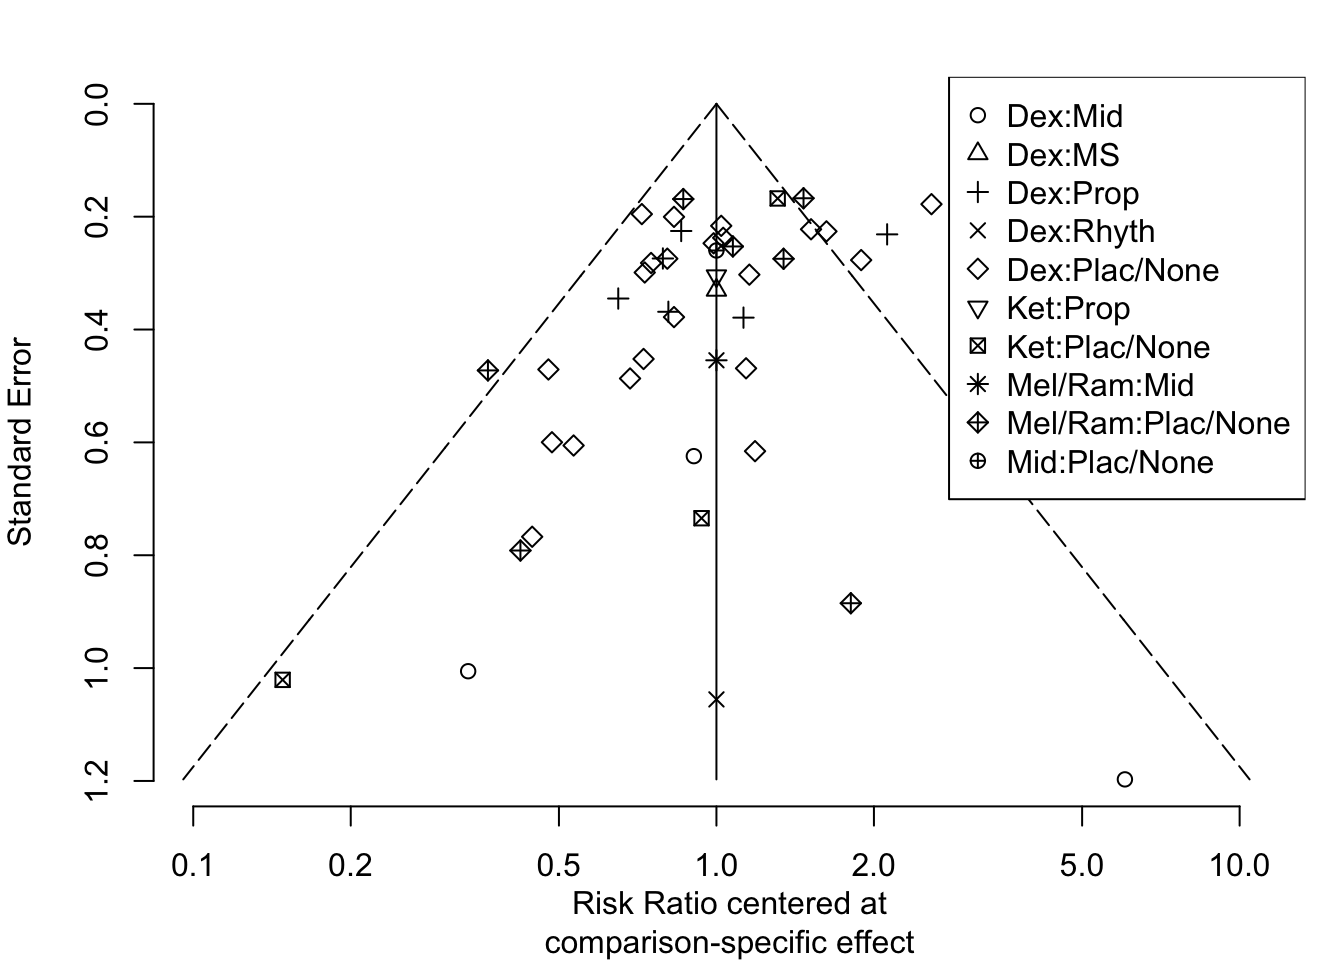 0.0
0.2
0.4
0.6
0.8
1.0
1.2
Standard Error
Dex:Mid
Dex:MS
Dex:Prop
Dex:Rhyth
Dex:Plac/None
Ket:Prop
Ket:Plac/None
Mel/Ram:Mid
Mel/Ram:Plac/None
Mid:Plac/None
0.1 0.2 0.5 1.0 2.0 5.0 10.0
Risk Ratio centered at
comparison-specific effect